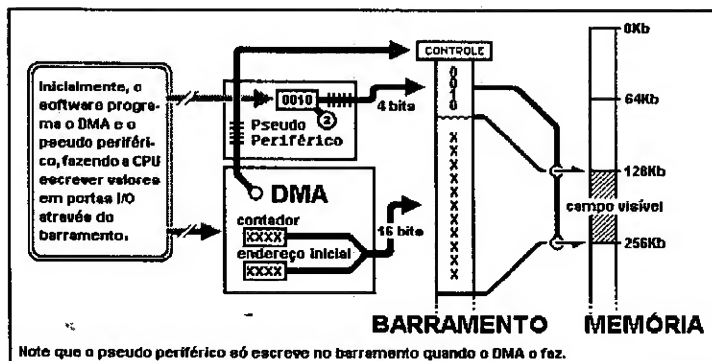 Inicialmente, o
software progra-
ma o DMA e o
pseudo periféri-
co, fazendo a CPU
escrever valores
em portas I/O
através do
barramento.
0010
2
Pseudo
Periférico
4 bits
DMA
contador
XXXX
endereço inicial
XXXX
16 bits
CONTROLE
0
0
1
0
X
X
X
X
X
X
X
X
X
X
X
X
BARRAMENTO
0Kb
64Kb
128Kb
campo visível
256Kb
MEMÓRIA
Note que o pseudo periférico só escreve no barramento quando o DMA o faz.